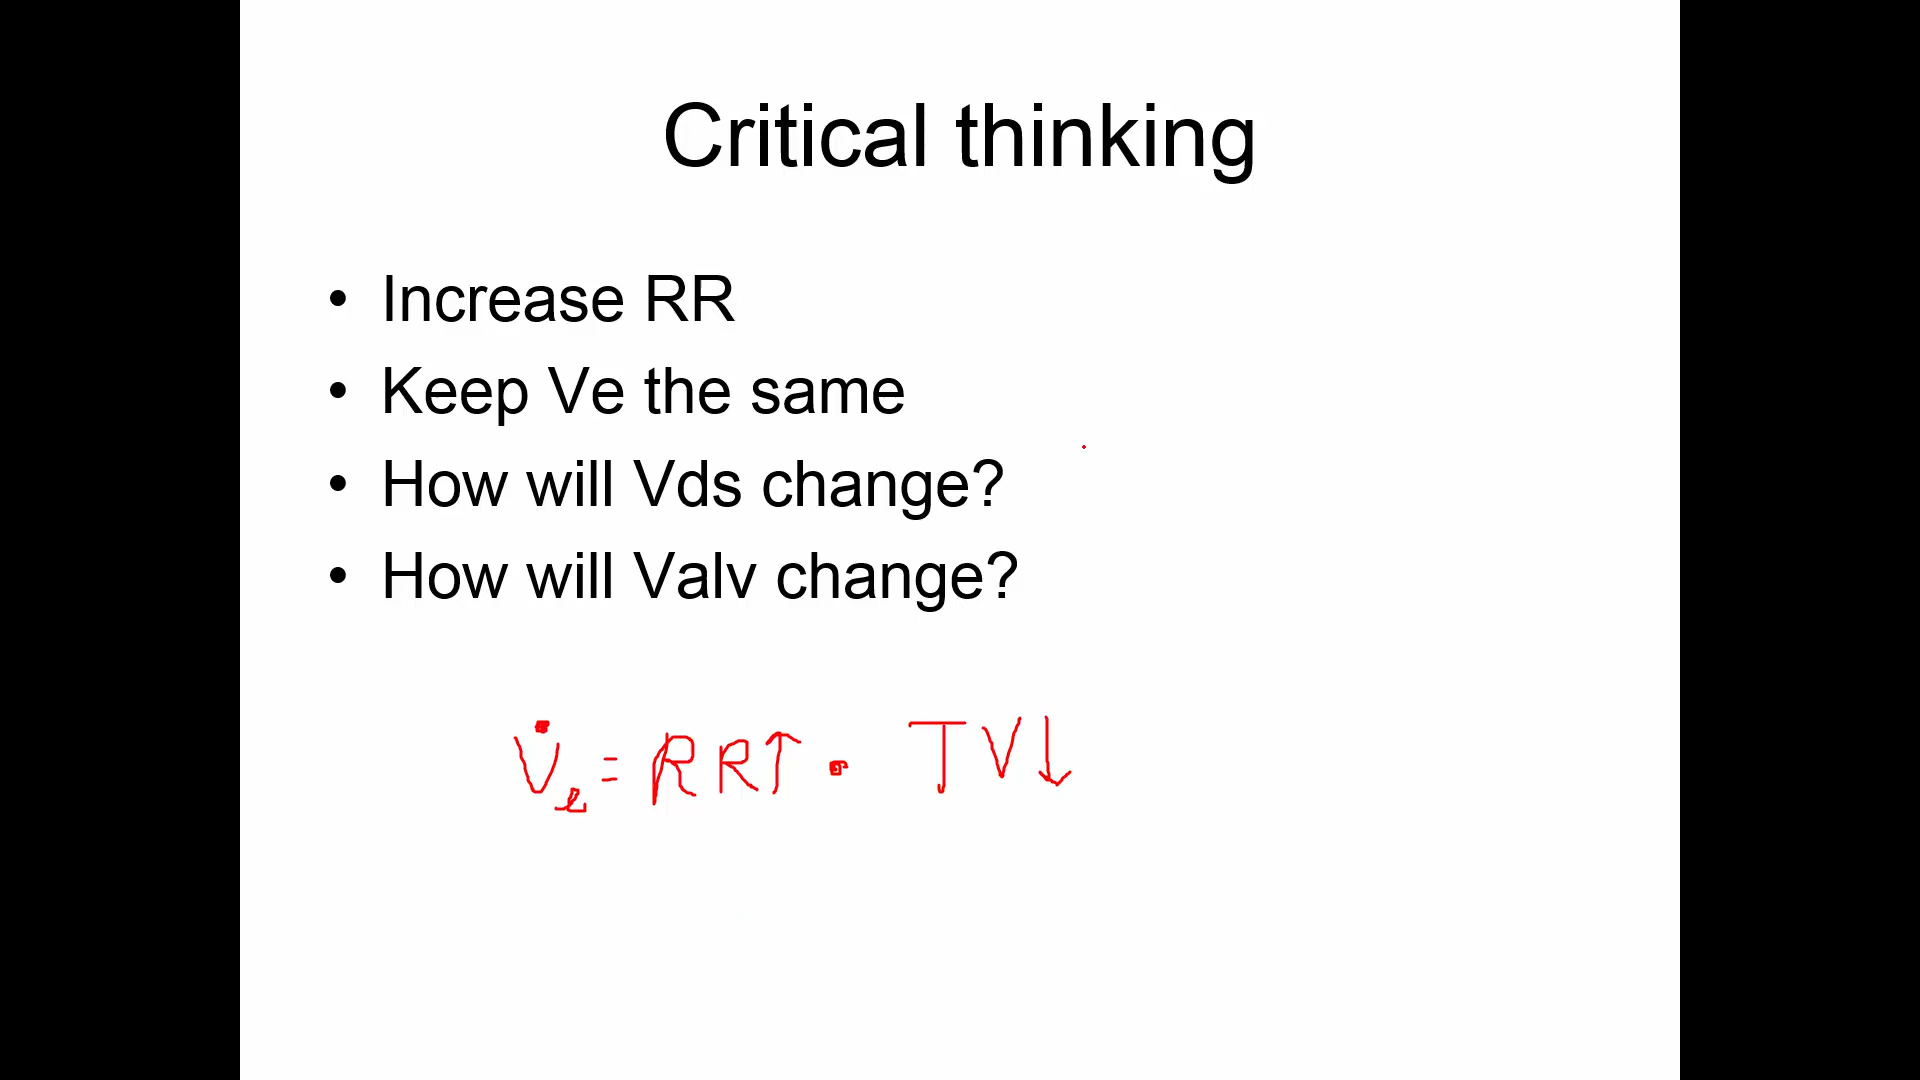 Critical thinking
• Increase RR
• Keep Ve the same
• How will Vds change?
• How will Valv change?
V̇e = RR↑ · TV↓